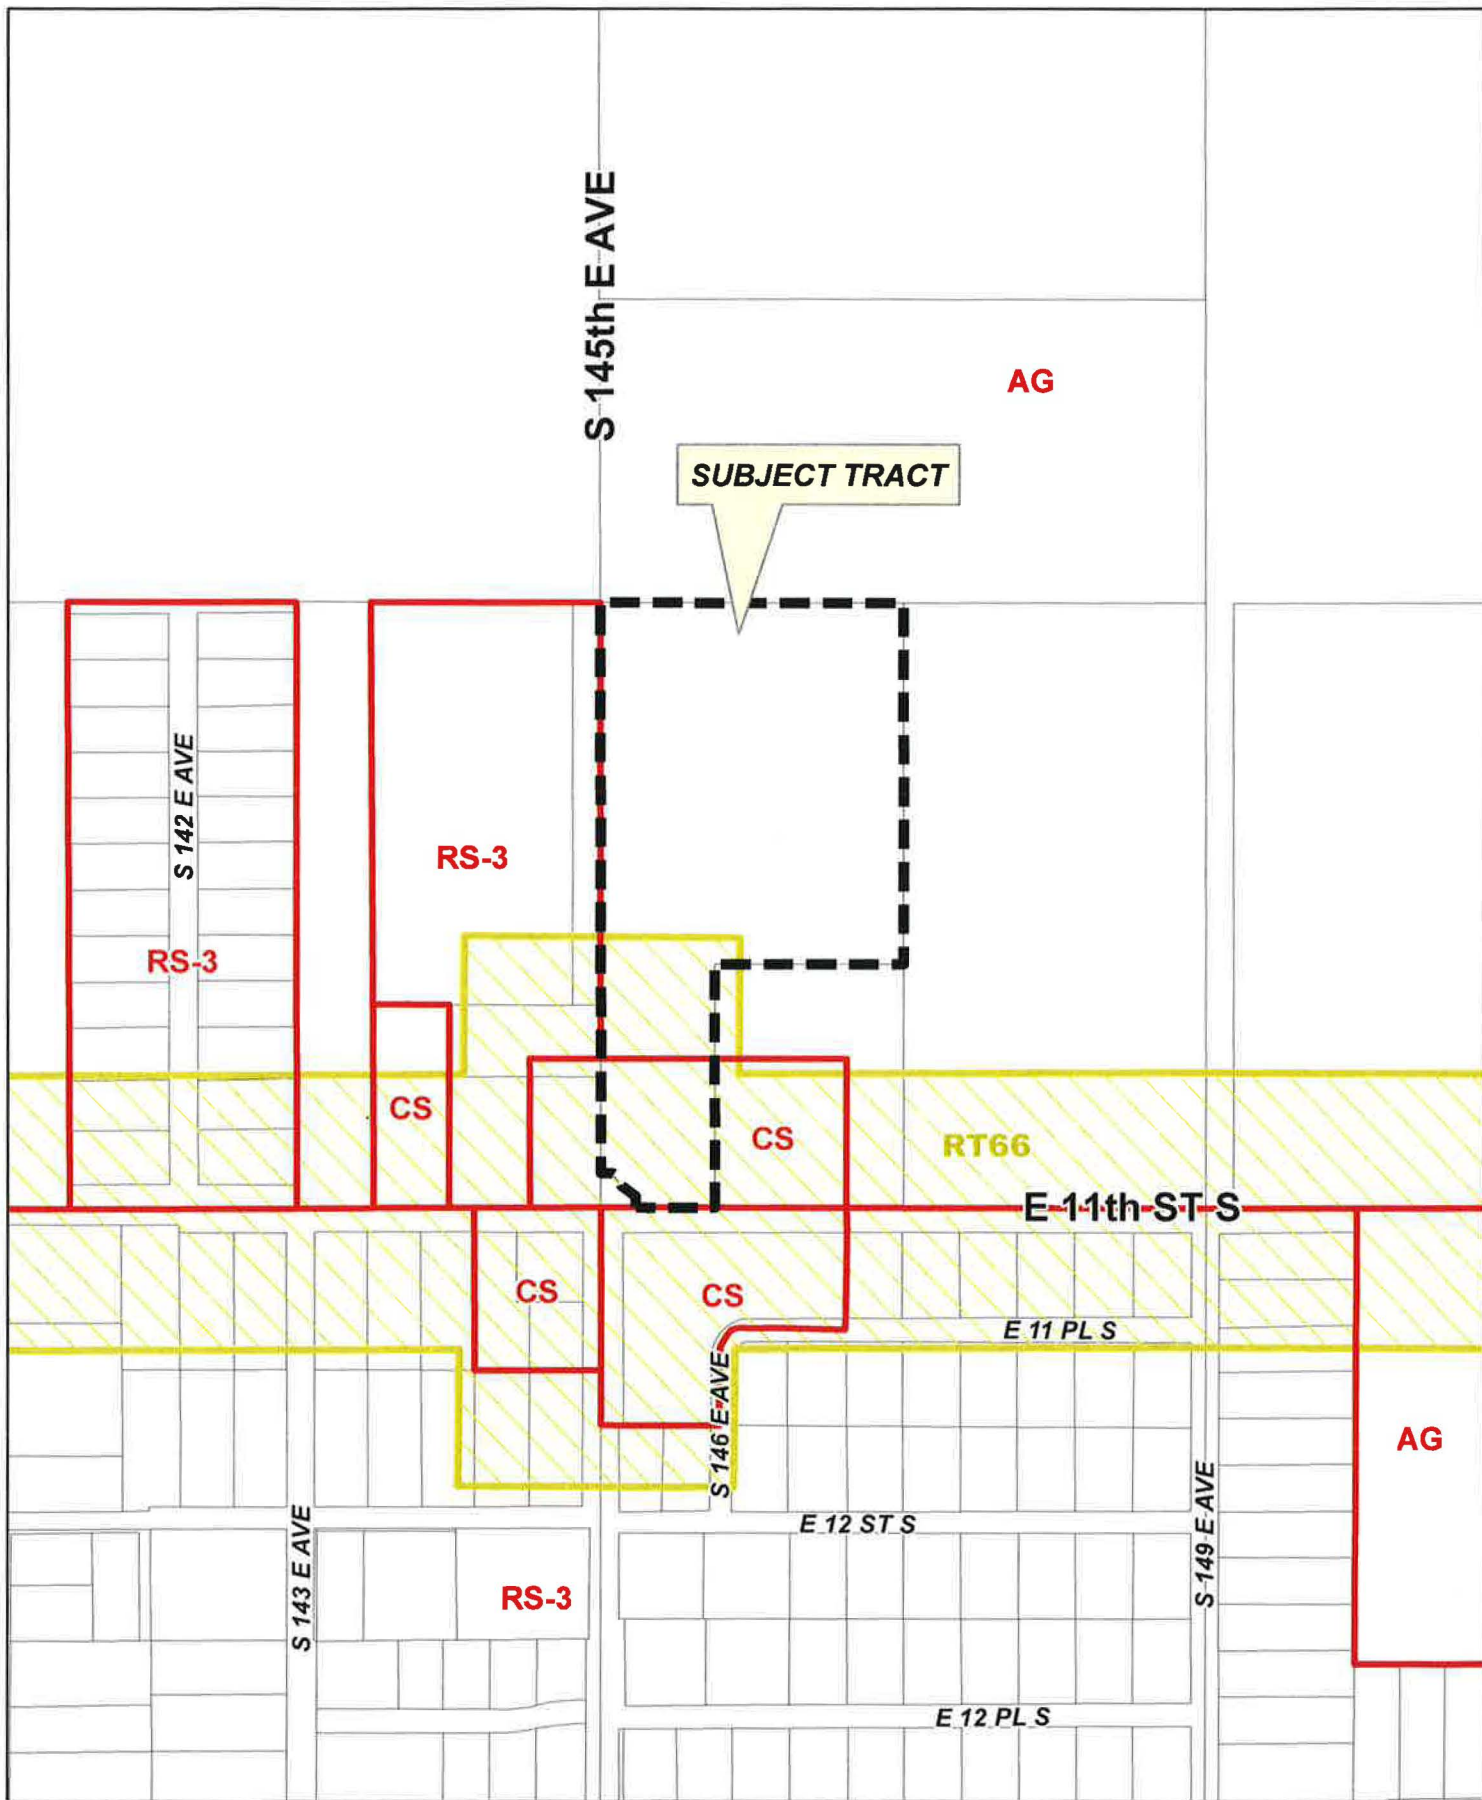 S 145th E AVE
AG
SUBJECT TRACT
S 142 E AVE
RS-3
RS-3
CS
CS
RT66
E 11th ST S
CS
CS
E 11 PL S
S 146 E AVE
AG
S 149 E AVE
E 12 ST S
S 143 E AVE
RS-3
E 12 PL S